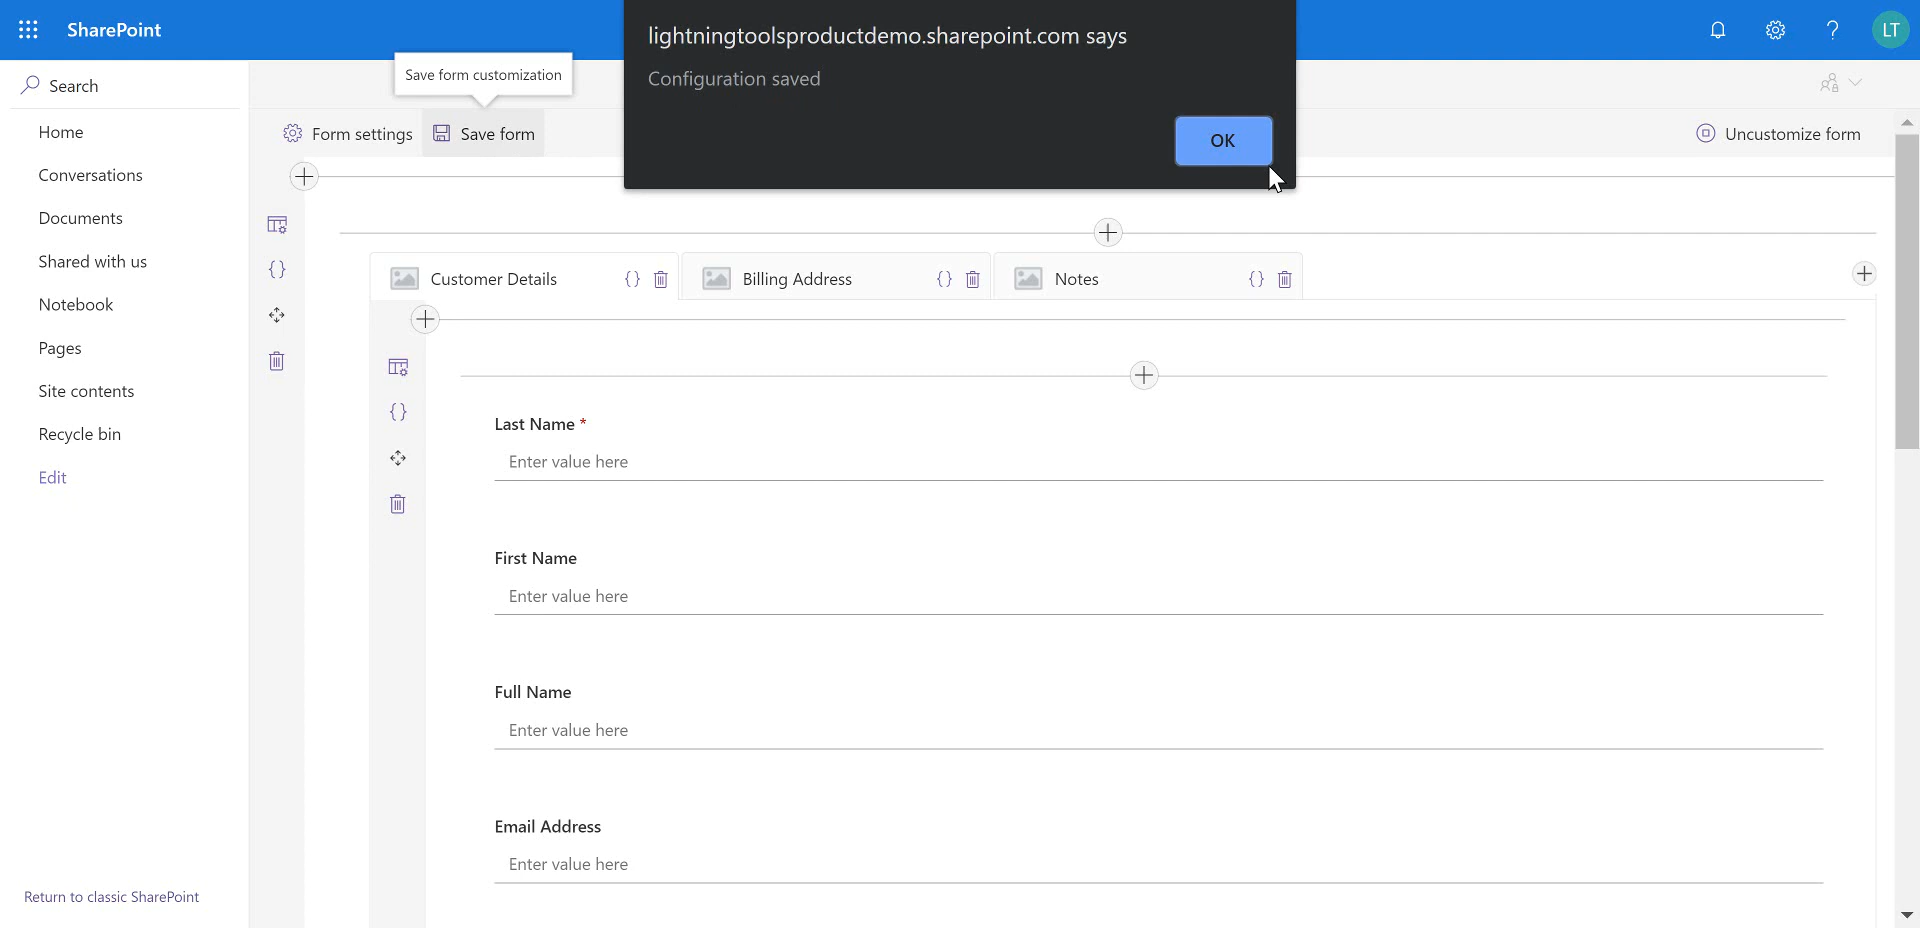 SharePoint
lightningtoolsproductdemo.sharepoint.com says
Configuration saved
OK
?
LT
Search
Save form customization
Form settings
Save form
Uncustomize form
Home
Conversations
Documents
Shared with us
Notebook
Pages
Site contents
Recycle bin
Edit
Return to classic SharePoint
Customer Details
{}
Billing Address
{}
Notes
{}
{}
{}
Last Name *
Enter value here
First Name
Enter value here
Full Name
Enter value here
Email Address
Enter value here